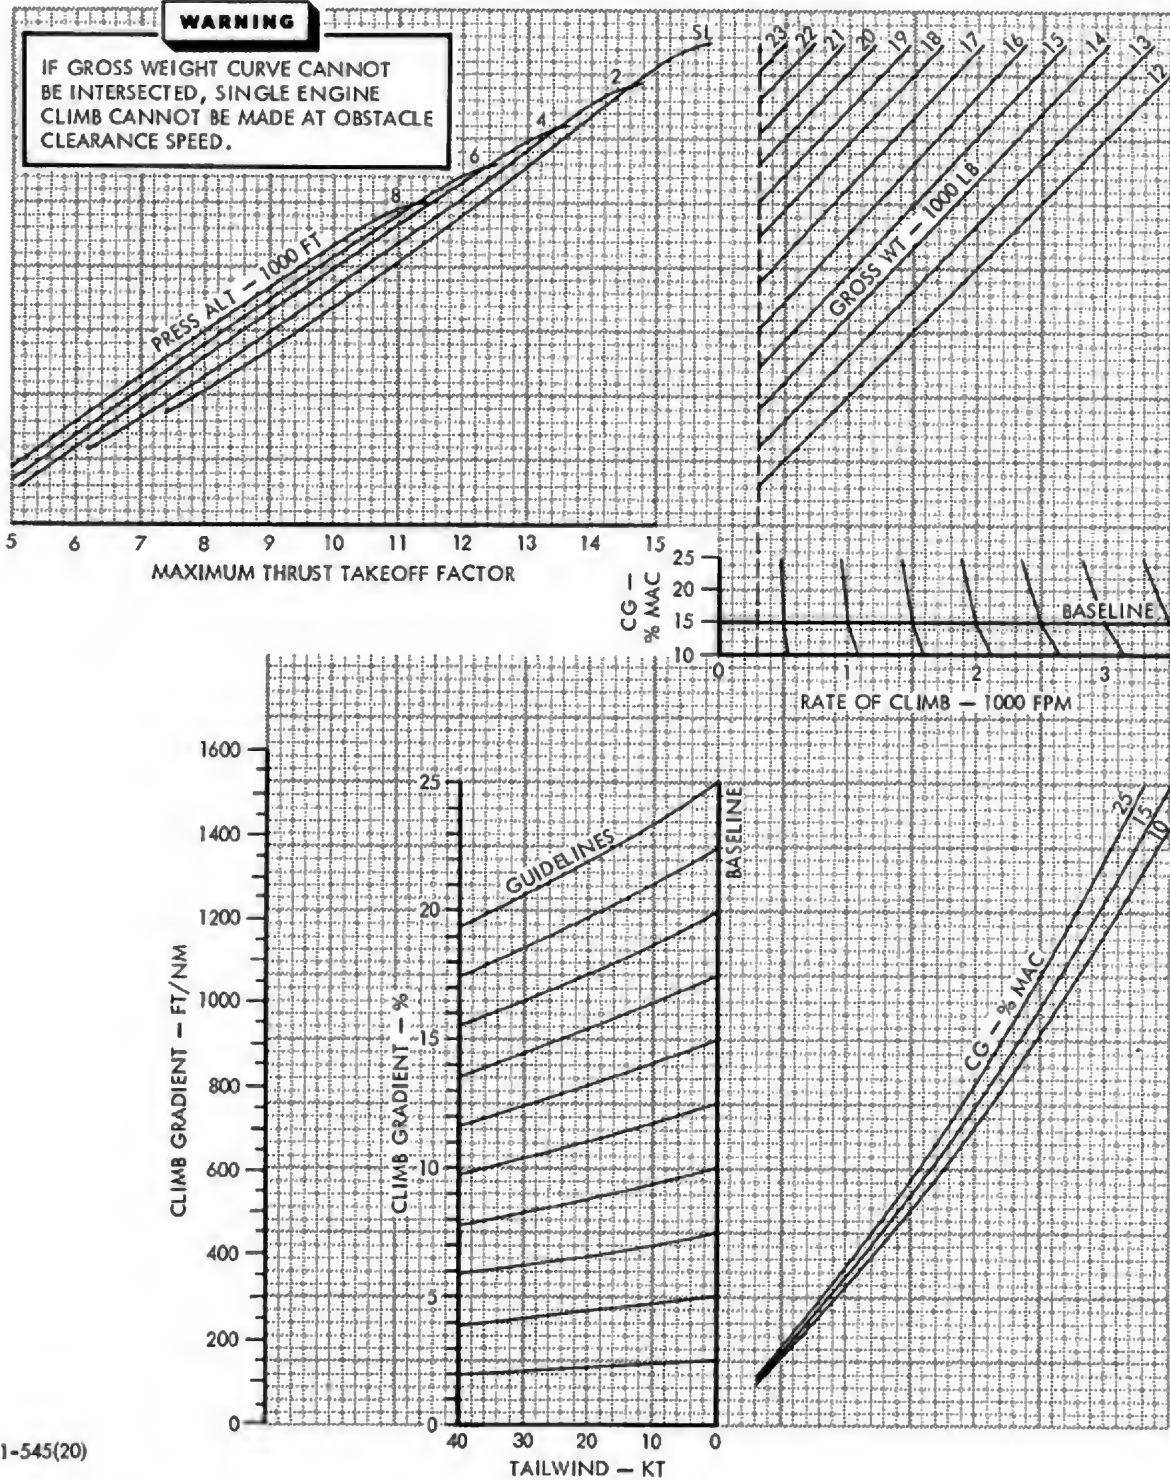 WARNING
IF GROSS WEIGHT CURVE CANNOT
BE INTERSECTED, SINGLE ENGINE
CLIMB CANNOT BE MADE AT OBSTACLE
CLEARANCE SPEED.
SL
2
4
6
8
PRESS ALT – 1000 FT
23 22 21 20 19 18 17 16 15 14 13 12
GROSS WT – 1000 LB
5 6 7 8 9 10 11 12 13 14 15
MAXIMUM THRUST TAKEOFF FACTOR
CG –
% MAC
25
20
15
10
BASELINE
0 1 2 3
RATE OF CLIMB – 1000 FPM
1600
1400
1200
1000
800
600
400
200
0
CLIMB GRADIENT – FT/NM
25
20
15
10
5
0
CLIMB GRADIENT – %
GUIDELINES
BASELINE
25
15
10
CG – % MAC
40 30 20 10 0
TAILWIND – KT
1-545(20)